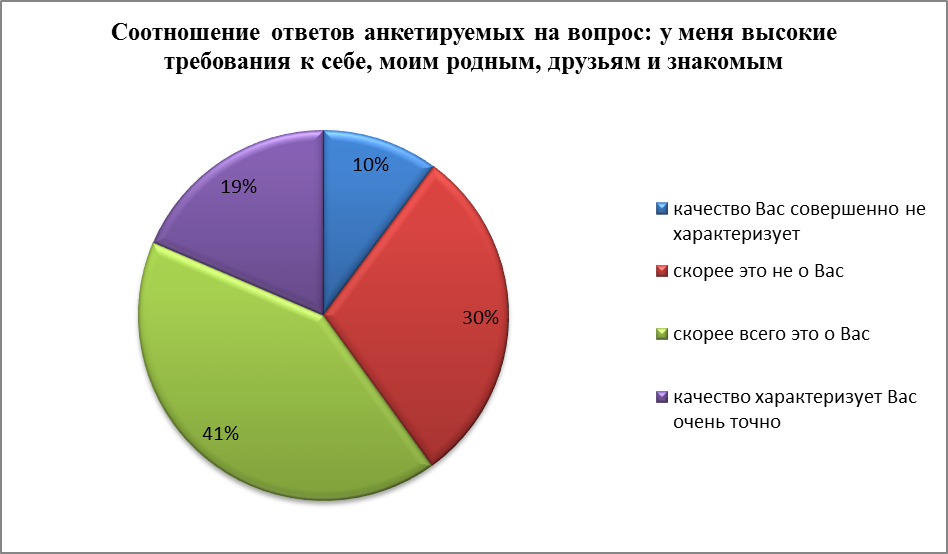 Соотношение ответов анкетируемых на вопрос: у меня высокие
требования к себе, моим родным, друзьям и знакомым
10%
19%
30%
41%
качество Вас совершенно не
характеризует
скорее это не о Вас
скорее всего это о Вас
качество характеризует Вас
очень точно